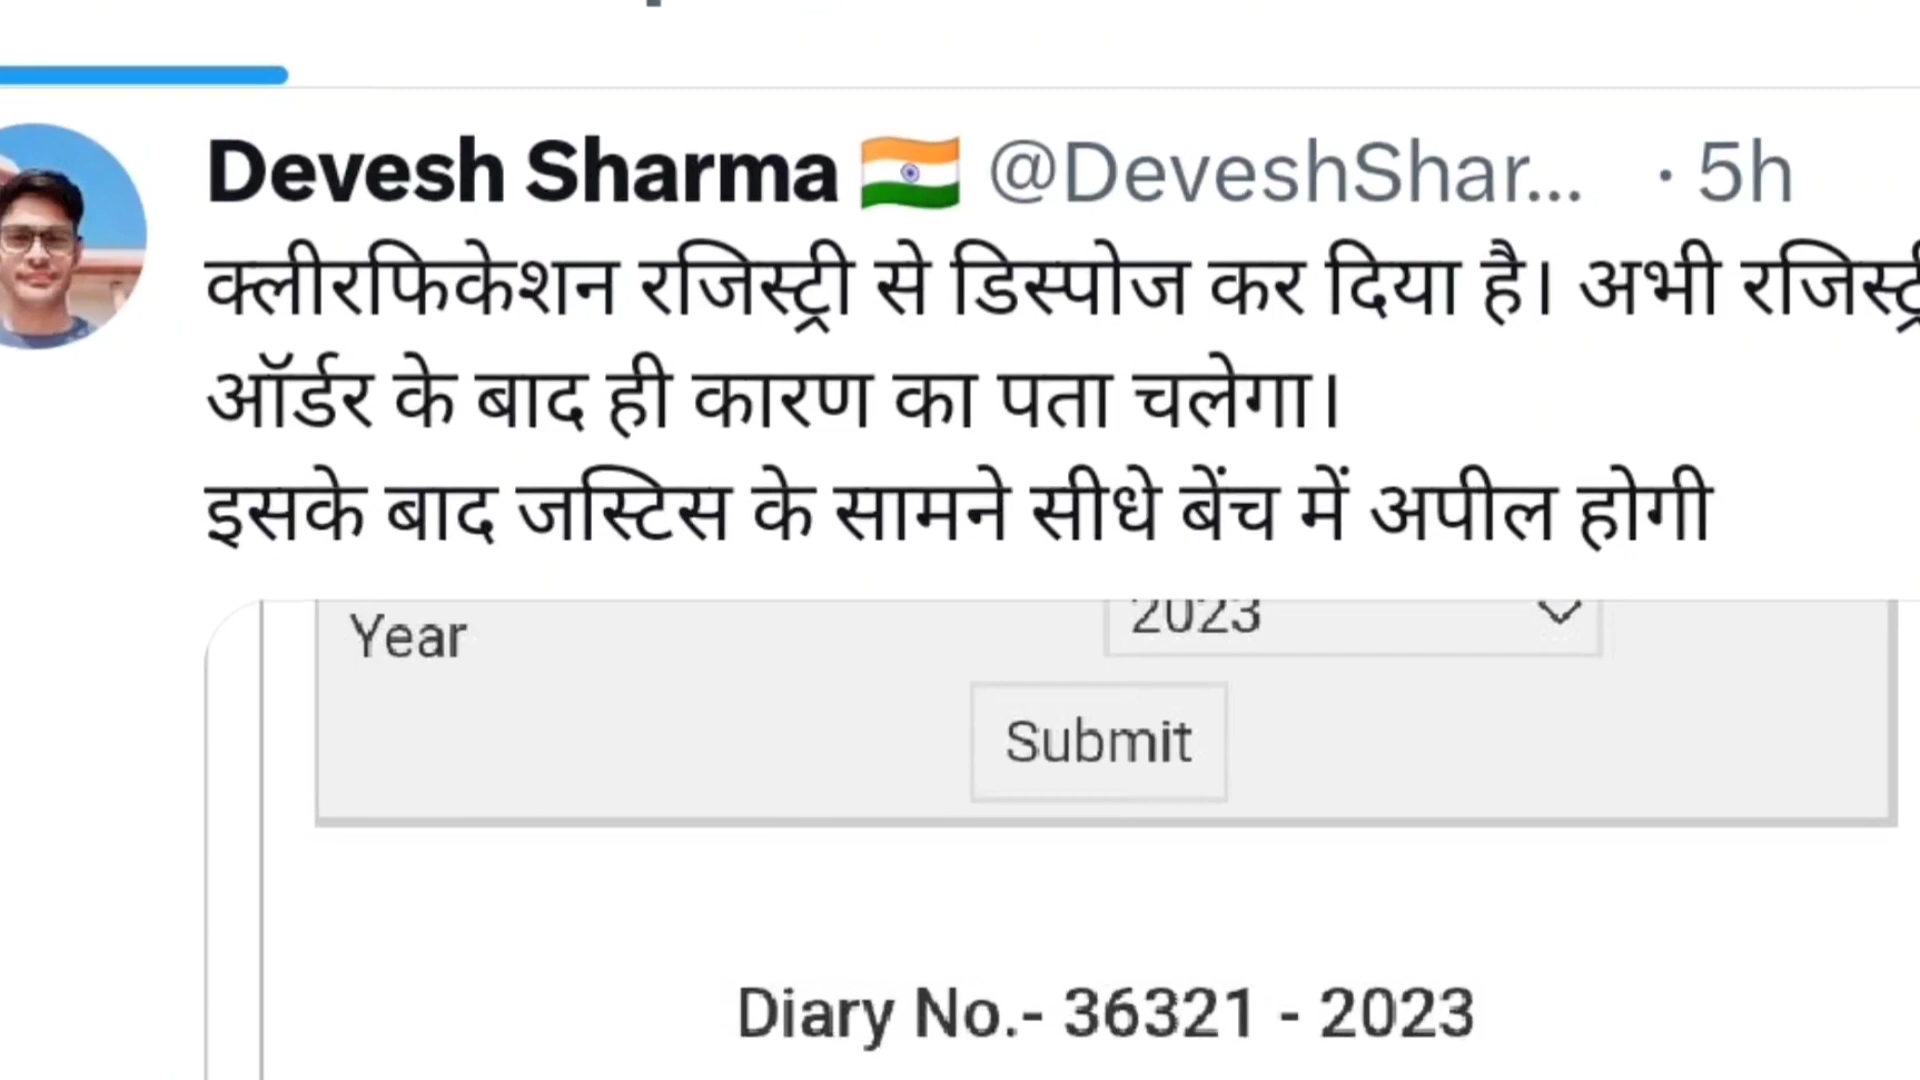 Devesh Sharma 🇮🇳 @DeveshShar... · 5h
क्लीरफिकेशन रजिस्ट्री से डिस्पोज कर दिया है। अभी रजिस्ट्री
ऑर्डर के बाद ही कारण का पता चलेगा।
इसके बाद जस्टिस के सामने सीधे बेंच में अपील होगी
Year 2023
Submit
Diary No.- 36321 - 2023